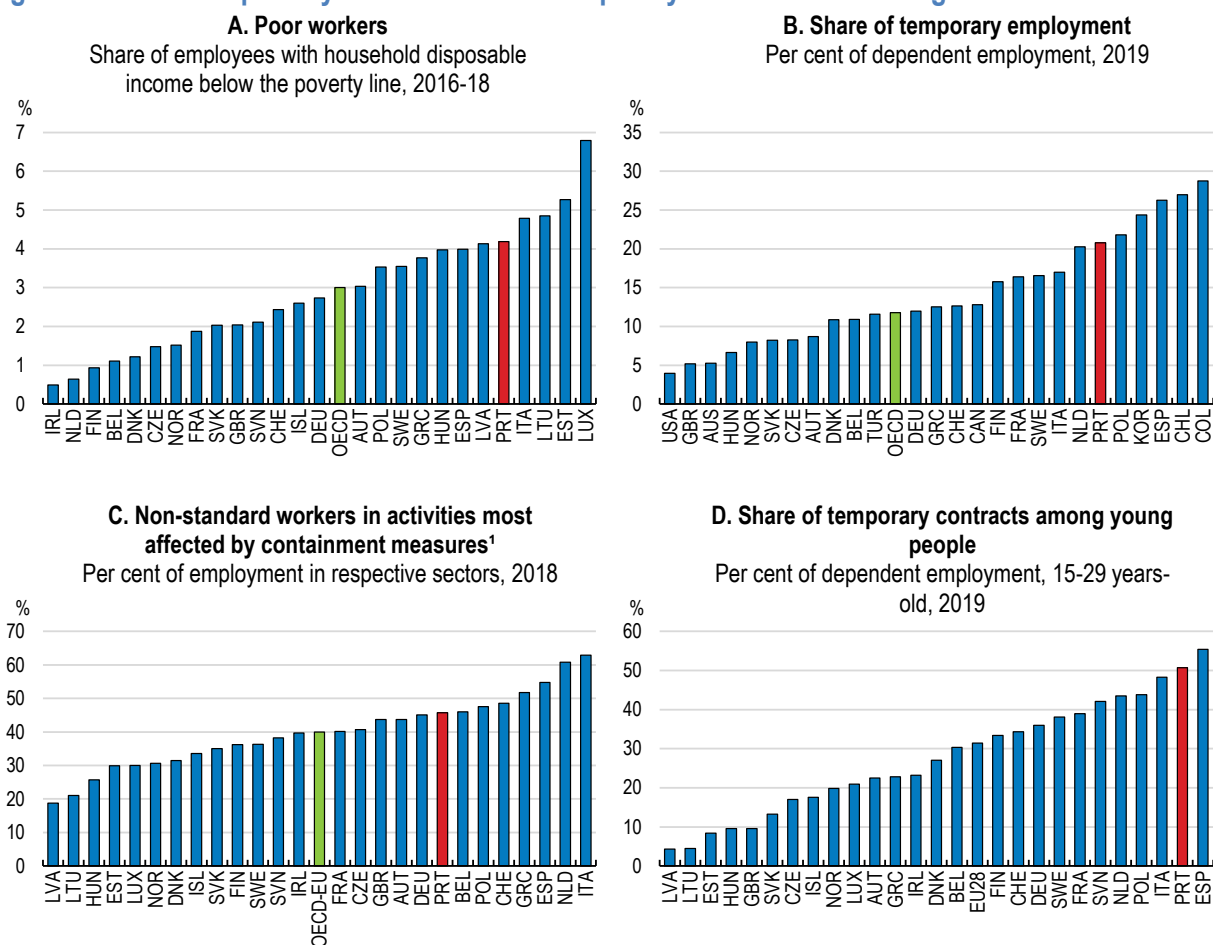 A. Poor workers
Share of employees with household disposable
income below the poverty line, 2016-18
%
7
6
5
4
3
2
1
0
IRL
NLD
FIN
BEL
DNK
CZE
NOR
FRA
SVK
GBR
SVN
CHE
ISL
DEU
OECD
AUT
POL
SWE
GRC
HUN
ESP
LVA
PRT
ITA
LTU
EST
LUX
B. Share of temporary employment
Per cent of dependent employment, 2019
%
35
30
25
20
15
10
5
0
USA
GBR
AUS
HUN
NOR
SVK
CZE
AUT
DNK
BEL
TUR
OECD
DEU
GRC
CHE
CAN
FIN
FRA
SWE
ITA
NLD
PRT
POL
KOR
ESP
CHL
COL
C. Non-standard workers in activities most
affected by containment measures¹
Per cent of employment in respective sectors, 2018
%
70
60
50
40
30
20
10
0
LVA
LTU
HUN
EST
LUX
NOR
DNK
ISL
SVK
FIN
SWE
SVN
IRL
OECD-EU
FRA
CZE
GBR
AUT
DEU
PRT
BEL
POL
CHE
GRC
ESP
NLD
ITA
D. Share of temporary contracts among young
people
Per cent of dependent employment, 15-29 years-
old, 2019
%
60
50
40
30
20
10
0
LVA
LTU
EST
HUN
GBR
SVK
CZE
ISL
NOR
LUX
AUT
GRC
IRL
DNK
BEL
EU28
FIN
CHE
DEU
SWE
FRA
SVN
NLD
POL
ITA
PRT
ESP